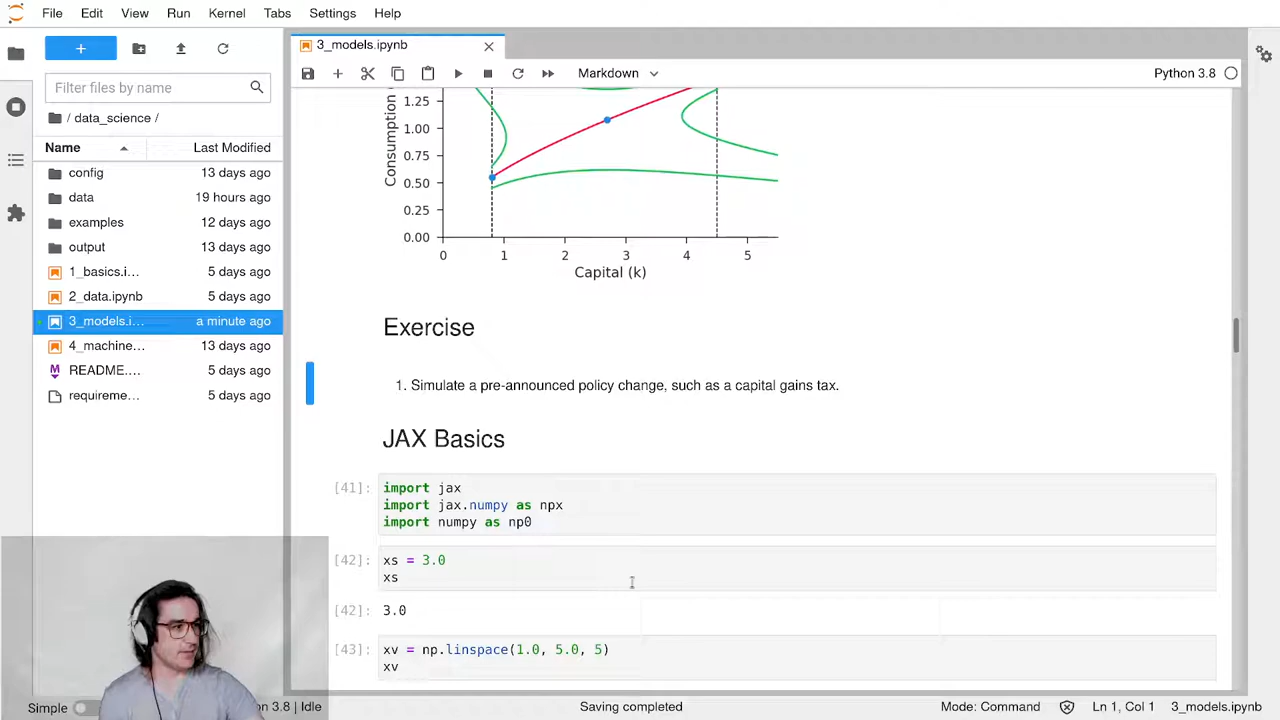 File Edit View Run Kernel Tabs Settings Help
3_models.ipynb
Filter files by name
Markdown
Python 3.8
/ data_science /
Name Last Modified
config 13 days ago
data 19 hours ago
examples 12 days ago
output 13 days ago
1_basics.i… 5 days ago
2_data.ipynb 5 days ago
3_models.i… a minute ago
4_machine… 13 days ago
README.… 5 days ago
requireme… 5 days ago
Consumption
1.25
1.00
0.75
0.50
0.25
0.00
0 1 2 3 4 5
Capital (k)
Exercise
1. Simulate a pre-announced policy change, such as a capital gains tax.
JAX Basics
[41]: import jax
import jax.numpy as npx
import numpy as np0
[42]: xs = 3.0
xs
[42]: 3.0
[43]: xv = np.linspace(1.0, 5.0, 5)
xv
Simple
on 3.8 | Idle
Saving completed
Mode: Command
Ln 1, Col 1
3_models.ipynb